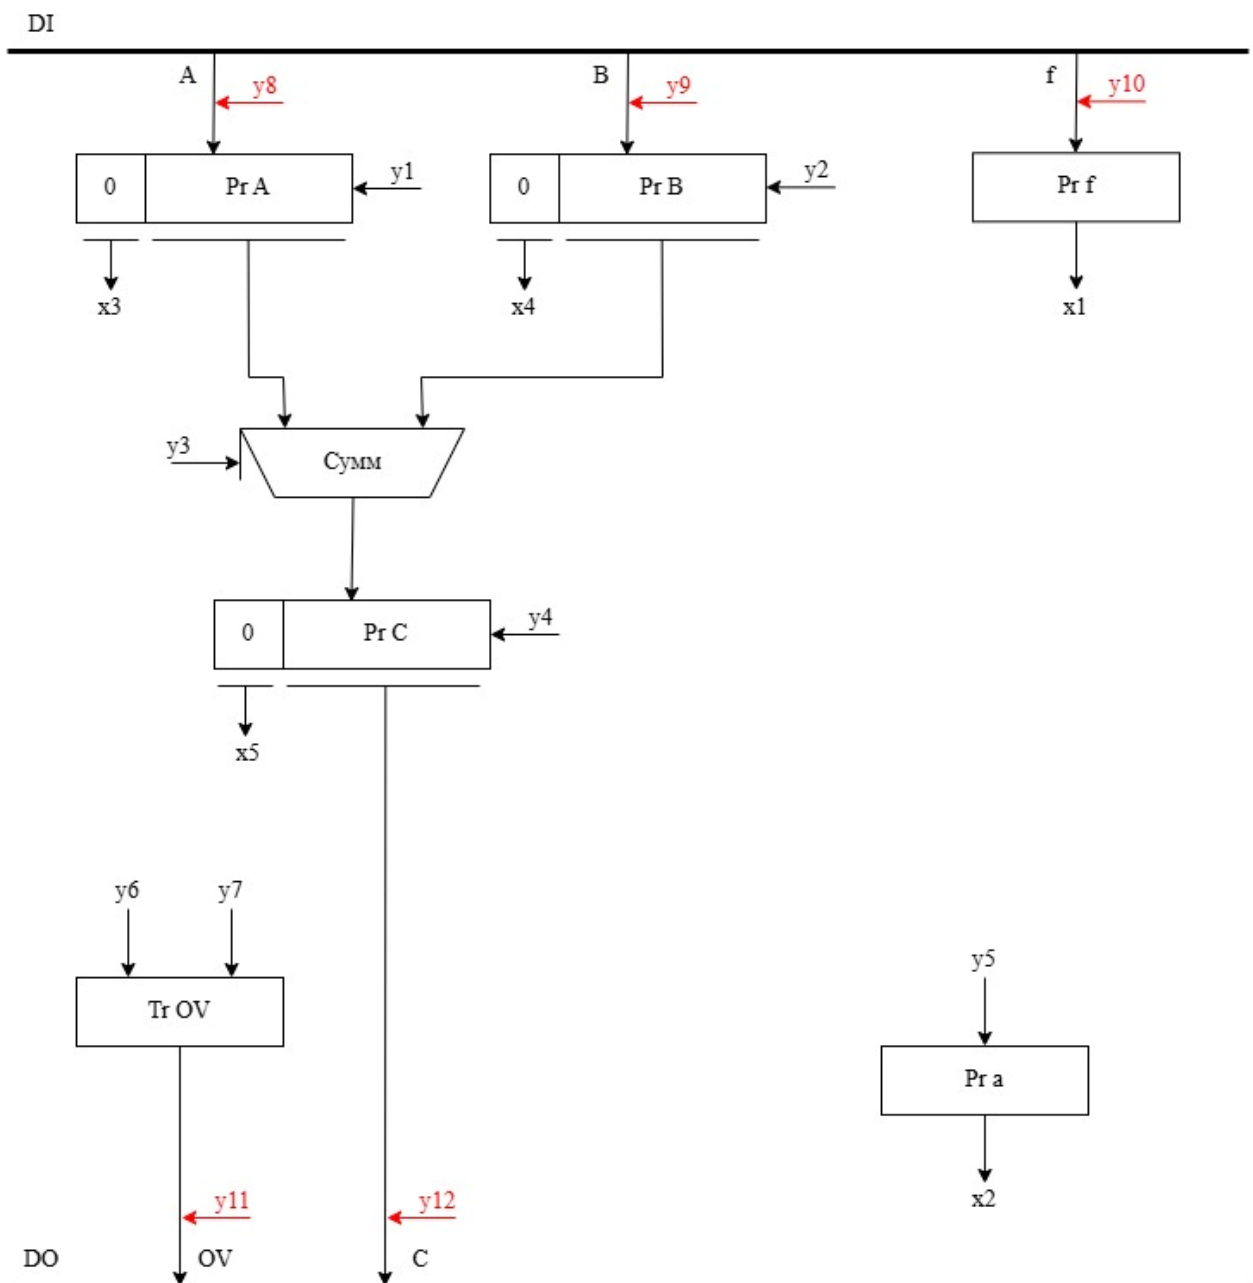 DI
A
y8
B
y9
f
y10
0
Pr A
y1
0
Pr B
y2
Pr f
x3
x4
x1
y3
Сумм
0
Pr C
y4
x5
y6
y7
y5
Tr OV
Pr a
x2
y11
y12
DO
OV
C